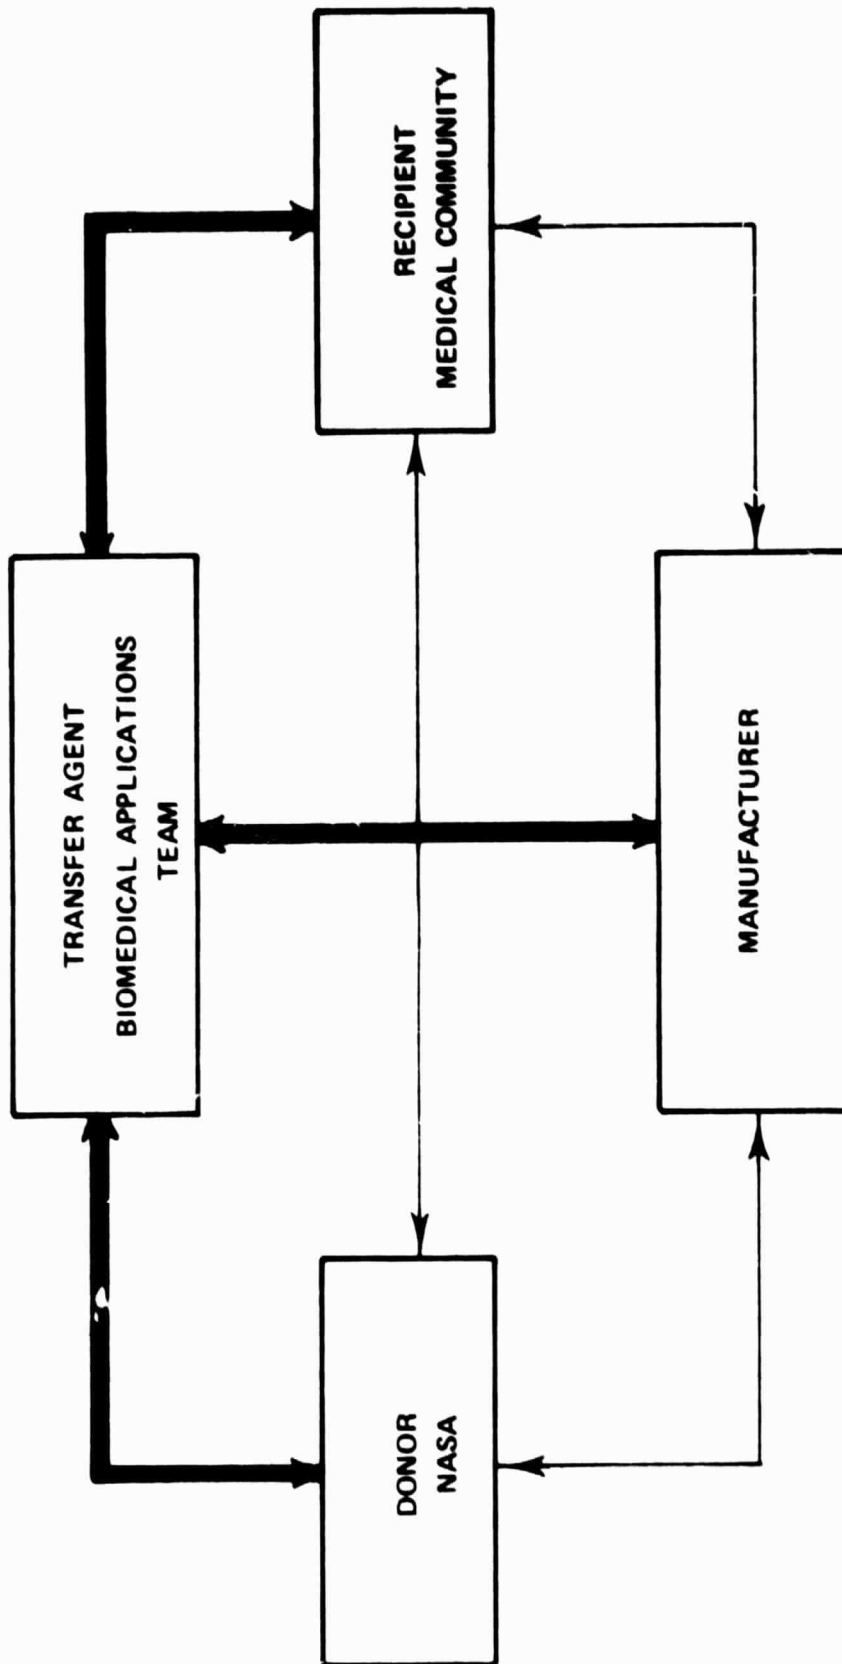 TRANSFER AGENT
BIOMEDICAL APPLICATIONS
TEAM
DONOR
NASA
RECIPIENT
MEDICAL COMMUNITY
MANUFACTURER